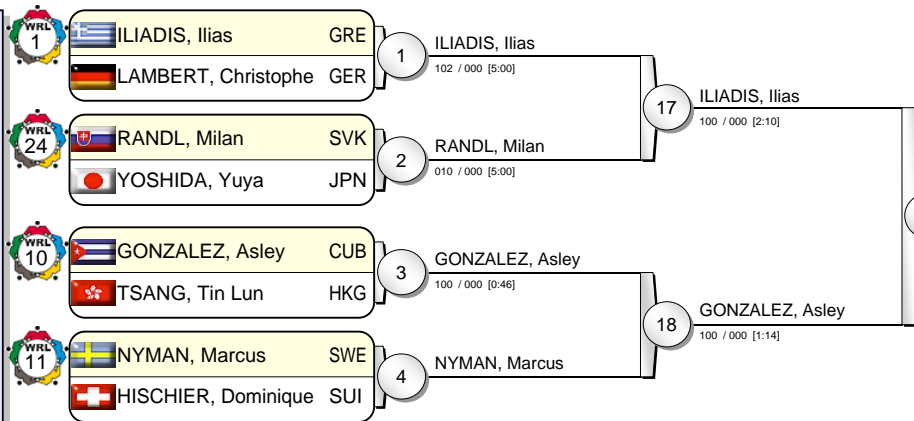 WRL
1
ILIADIS, Ilias GRE
LAMBERT, Christophe GER
1
ILIADIS, Ilias
102 / 000 [5:00]
17
ILIADIS, Ilias
100 / 000 [2:10]
WRL
24
RANDL, Milan SVK
YOSHIDA, Yuya JPN
2
RANDL, Milan
010 / 000 [5:00]
WRL
10
GONZALEZ, Asley CUB
TSANG, Tin Lun HKG
3
GONZALEZ, Asley
100 / 000 [0:46]
18
GONZALEZ, Asley
100 / 000 [1:14]
WRL
11
NYMAN, Marcus SWE
HISCHIER, Dominique SUI
4
NYMAN, Marcus